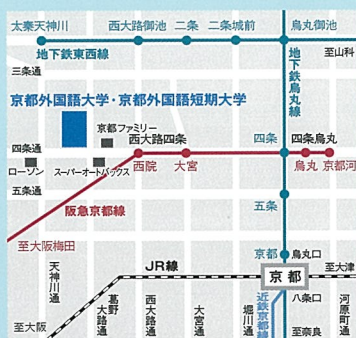 太秦天神川
西大路御池
二条
二条城前
烏丸御池
地下鉄東西線
地下鉄烏丸線
至山科
三条通
京都外国語大学・京都外国語短期大学
京都ファミリー
西大路四条
四条
四条烏丸
四条通
ローソン
スーパーオートバックス
西院
大宮
烏丸
京都河
五条通
阪急京都線
五条
至大阪梅田
京都
烏丸口
JR線
京都
至大津
八条口
天神川通
葛野大路通
西大路通
大宮通
堀川通
近鉄京都線
河原町通
至大阪
至奈良